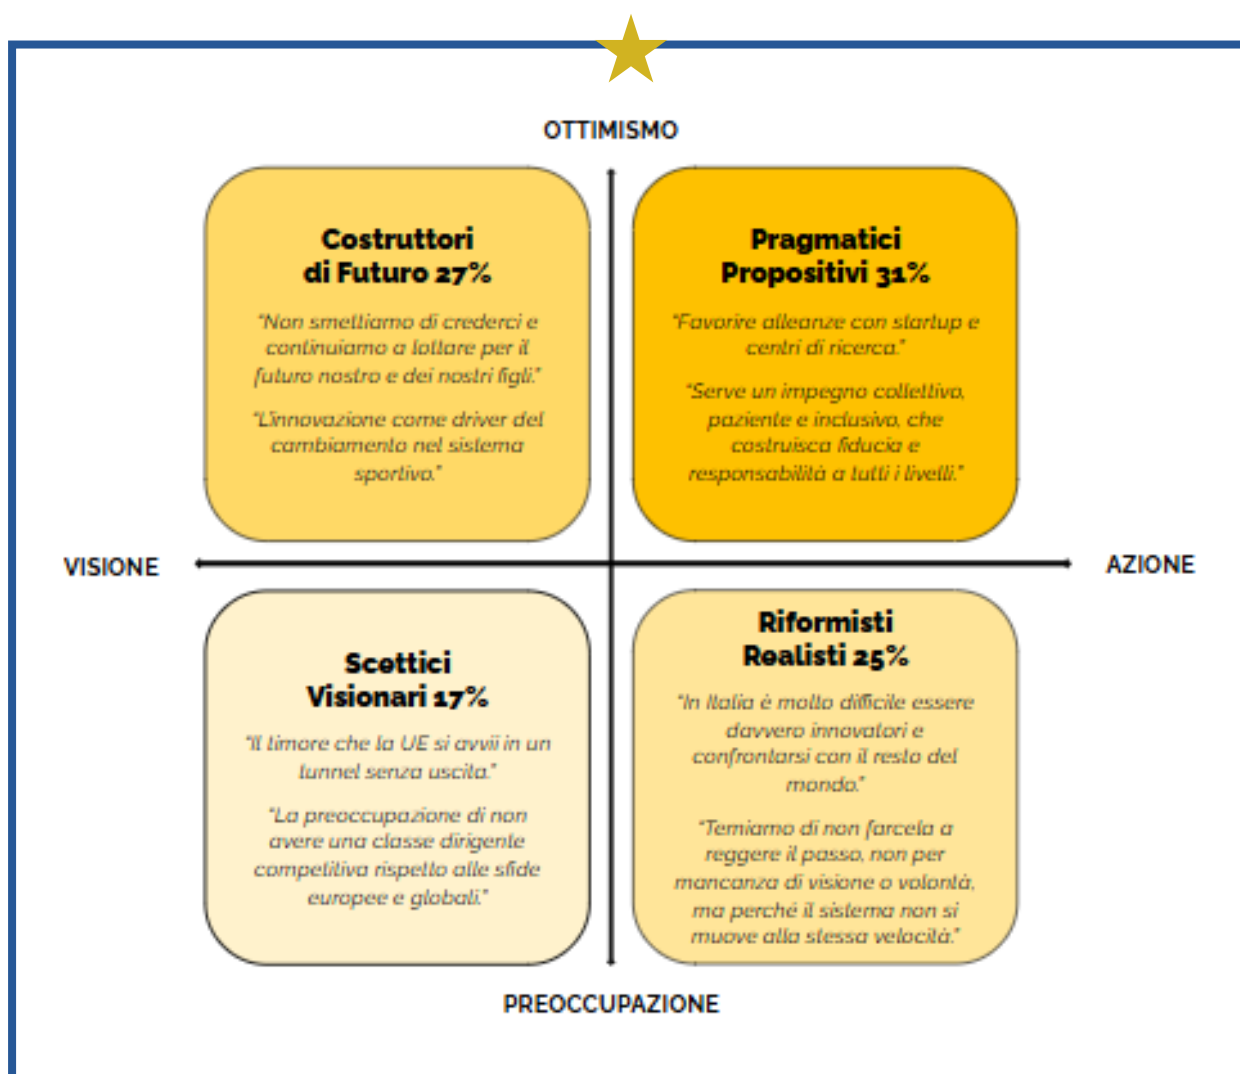 OTTIMISMO
Costruttori
di Futuro 27%
"Non smettiamo di crederci e
continuiamo a lottare per il
futuro nostro e dei nostri figli."
"L'innovazione come driver del
cambiamento nel sistema
sportivo."
Pragmatici
Propositivi 31%
"Favorire alleanze con startup e
centri di ricerca."
"Serve un impegno collettivo,
paziente e inclusivo, che
costruisca fiducia e
responsabilità a tutti i livelli."
VISIONE
AZIONE
Scettici
Visionari 17%
"Il timore che la UE si avvii in un
tunnel senza uscita."
"La preoccupazione di non
avere una classe dirigente
competitiva rispetto alle sfide
europee e globali."
Riformisti
Realisti 25%
"In Italia è molto difficile essere
davvero innovatori e
confrontarsi con il resto del
mondo."
"Temiamo di non farcela a
reggere il passo, non per
mancanza di visione o volontà,
ma perché il sistema non si
muove alla stessa velocità."
PREOCCUPAZIONE